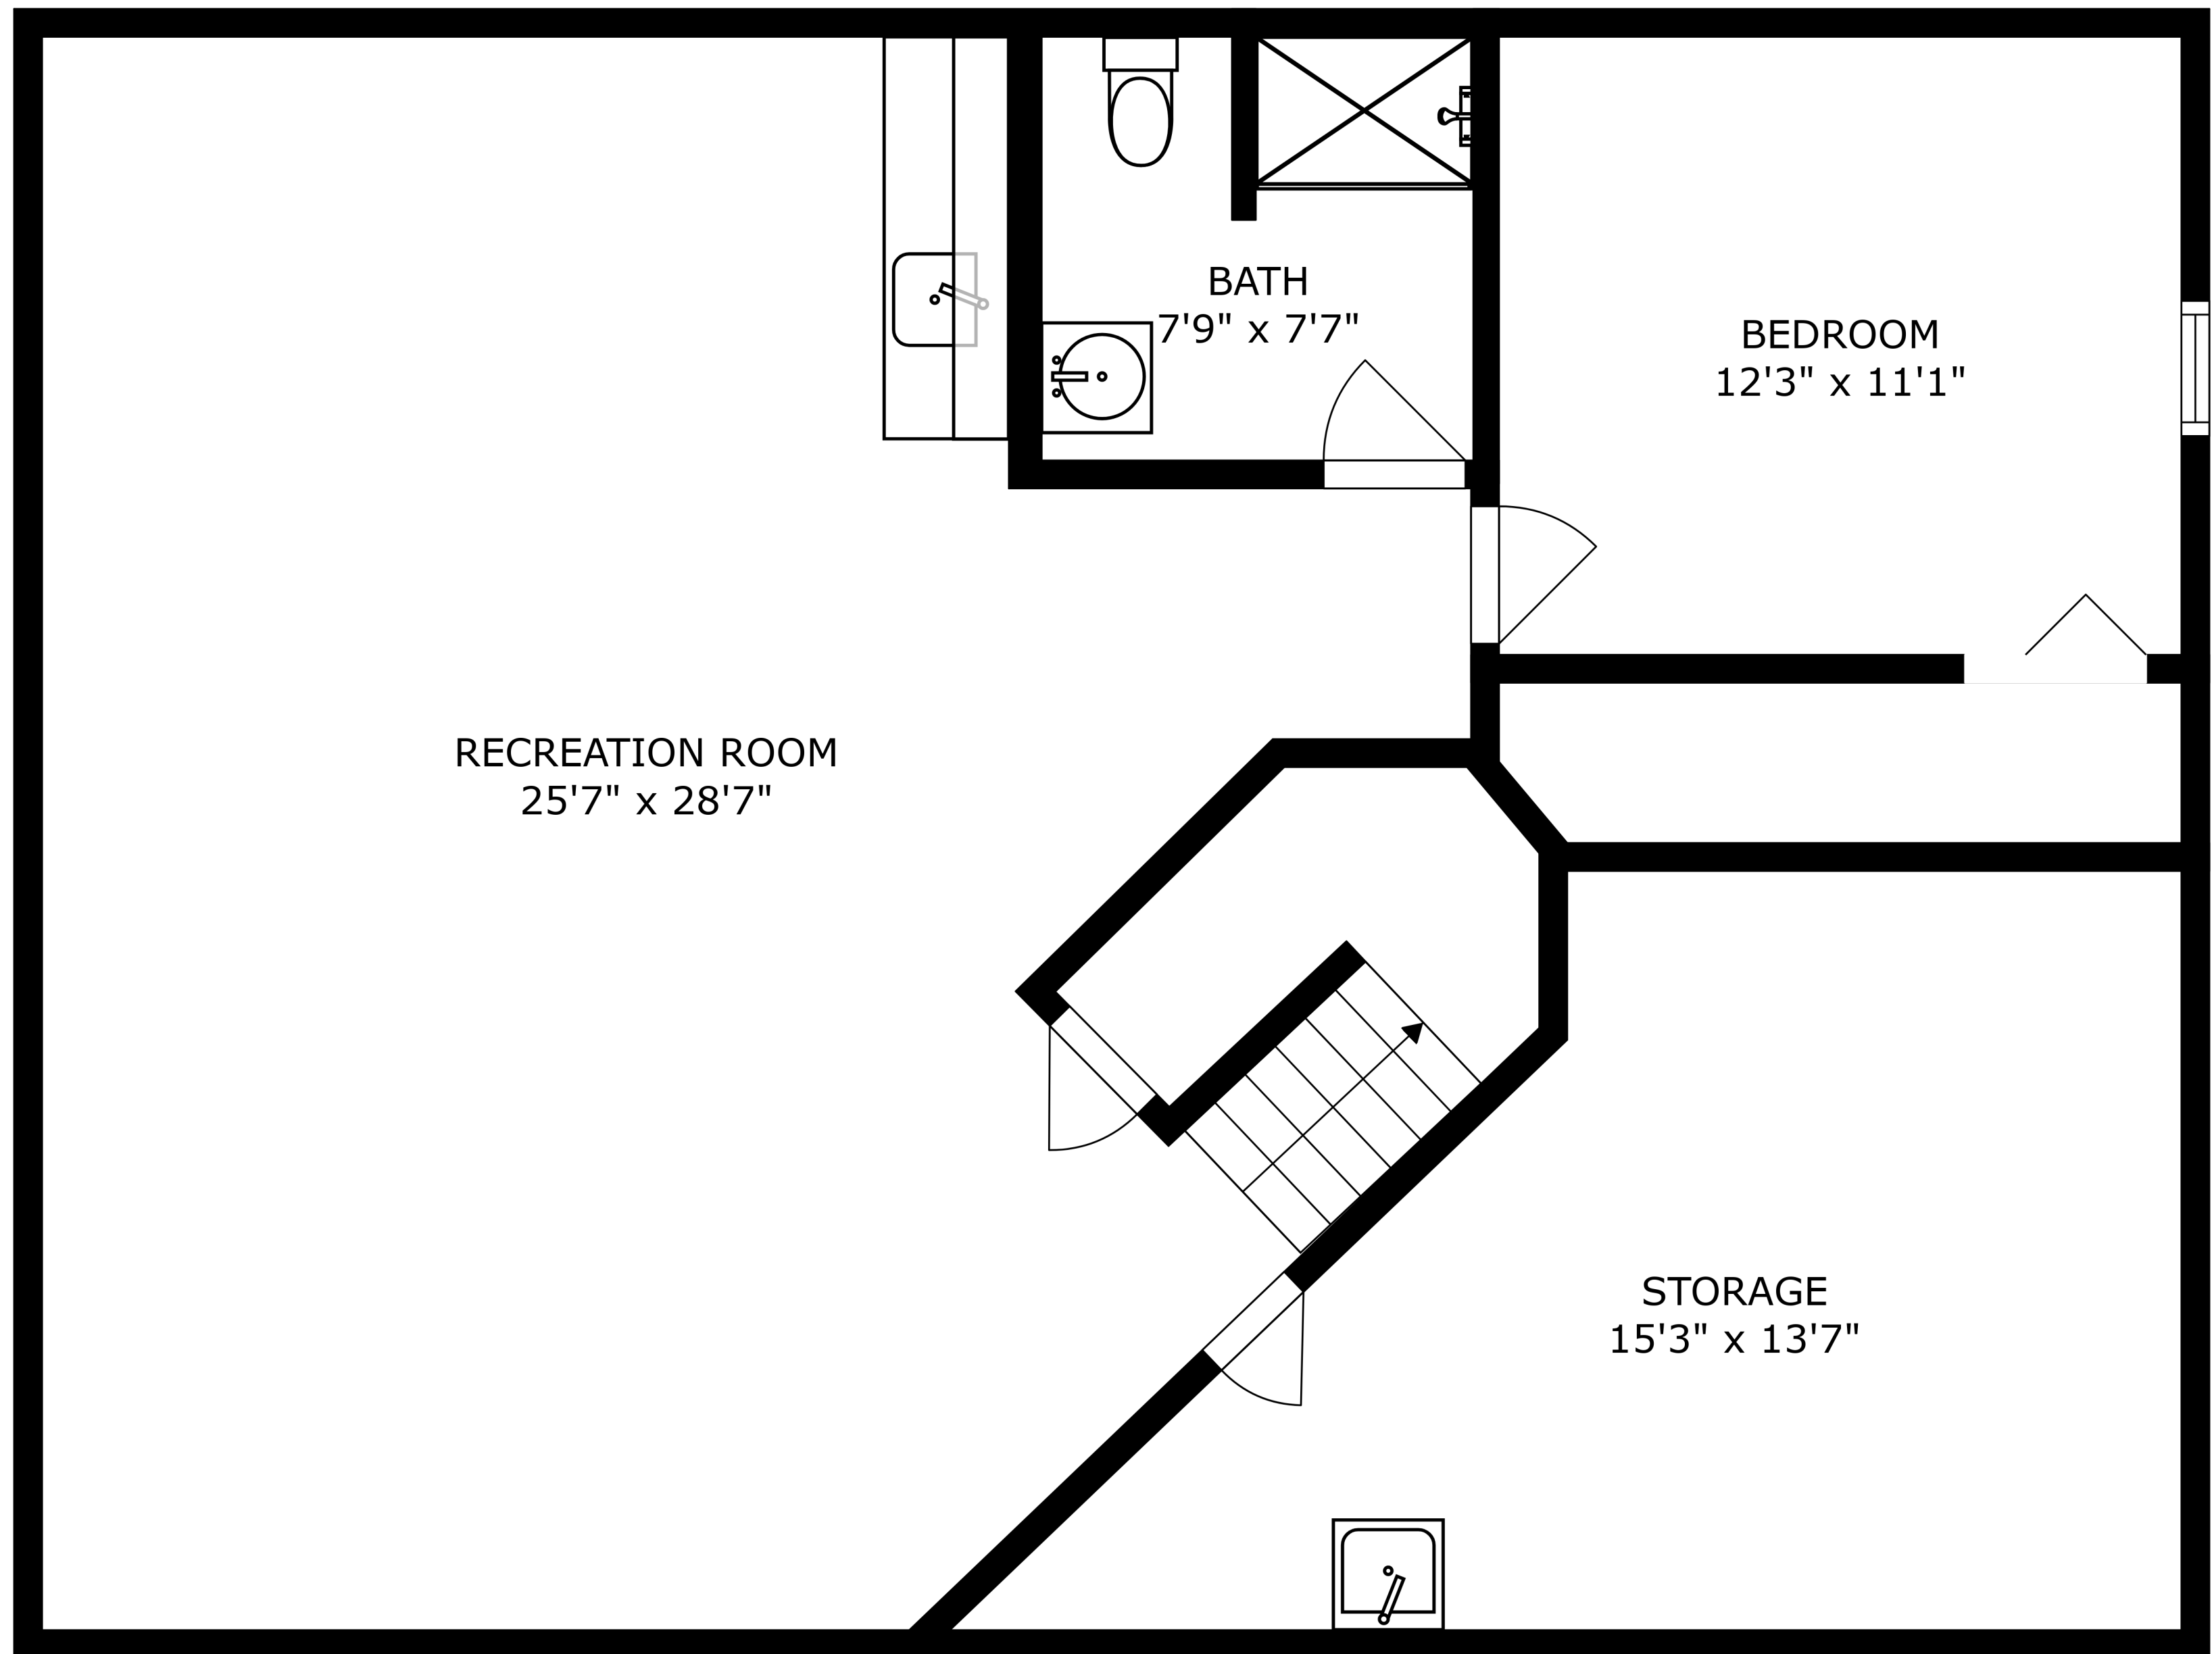 BATH
7'9" x 7'7"
BEDROOM
12'3" x 11'1"
RECREATION ROOM
25'7" x 28'7"
STORAGE
15'3" x 13'7"